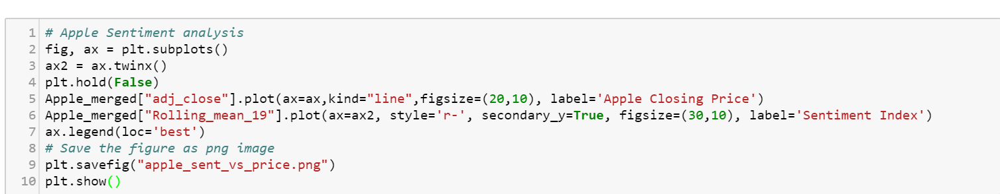 1 # Apple Sentiment analysis
2 fig, ax = plt.subplots()
3 ax2 = ax.twinx()
4 plt.hold(False)
5 Apple_merged["adj_close"].plot(ax=ax,kind="line",figsize=(20,10), label='Apple Closing Price')
6 Apple_merged["Rolling_mean_19"].plot(ax=ax2, style='r-', secondary_y=True, figsize=(30,10), label='Sentiment Index')
7 ax.legend(loc='best')
8 # Save the figure as png image
9 plt.savefig("apple_sent_vs_price.png")
10 plt.show()